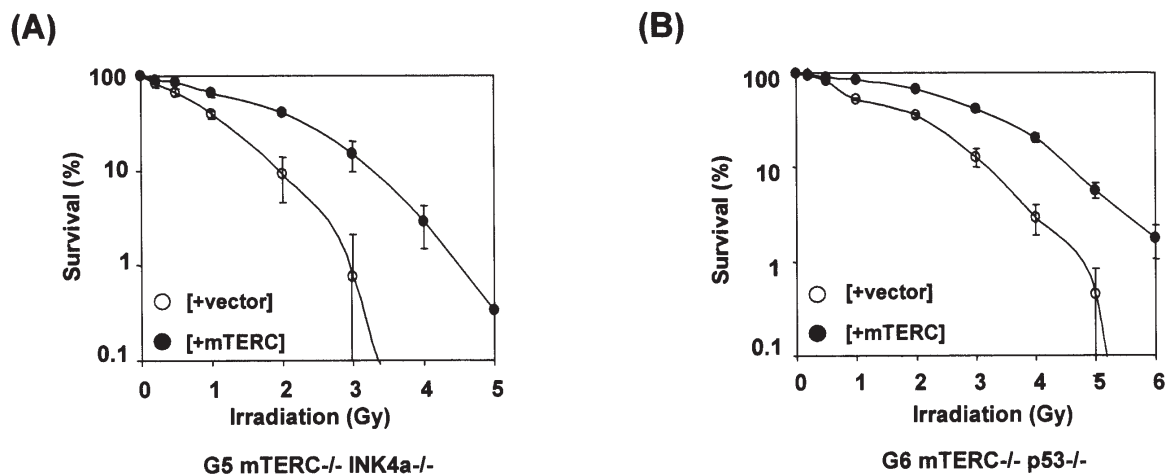 (A)
100
10
1
0.1
Survival (%)
[+vector]
[+mTERC]
0 1 2 3 4 5
Irradiation (Gy)
G5 mTERC-/- INK4a-/-
(B)
100
10
1
0.1
Survival (%)
[+vector]
[+mTERC]
0 1 2 3 4 5 6
Irradiation (Gy)
G6 mTERC-/- p53-/-